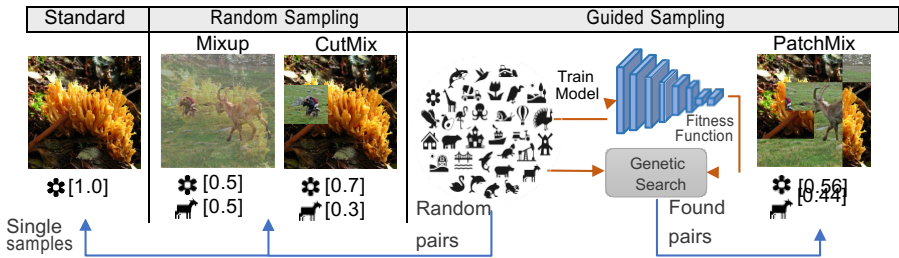 Standard
Random Sampling
Guided Sampling
Mixup
CutMix
PatchMix
Train
Model
Fitness
Function
Genetic
Search
[1.0]
[0.5]
[0.5]
[0.7]
[0.3]
[0.56]
[0.44]
Single
samples
Random
pairs
Found
pairs